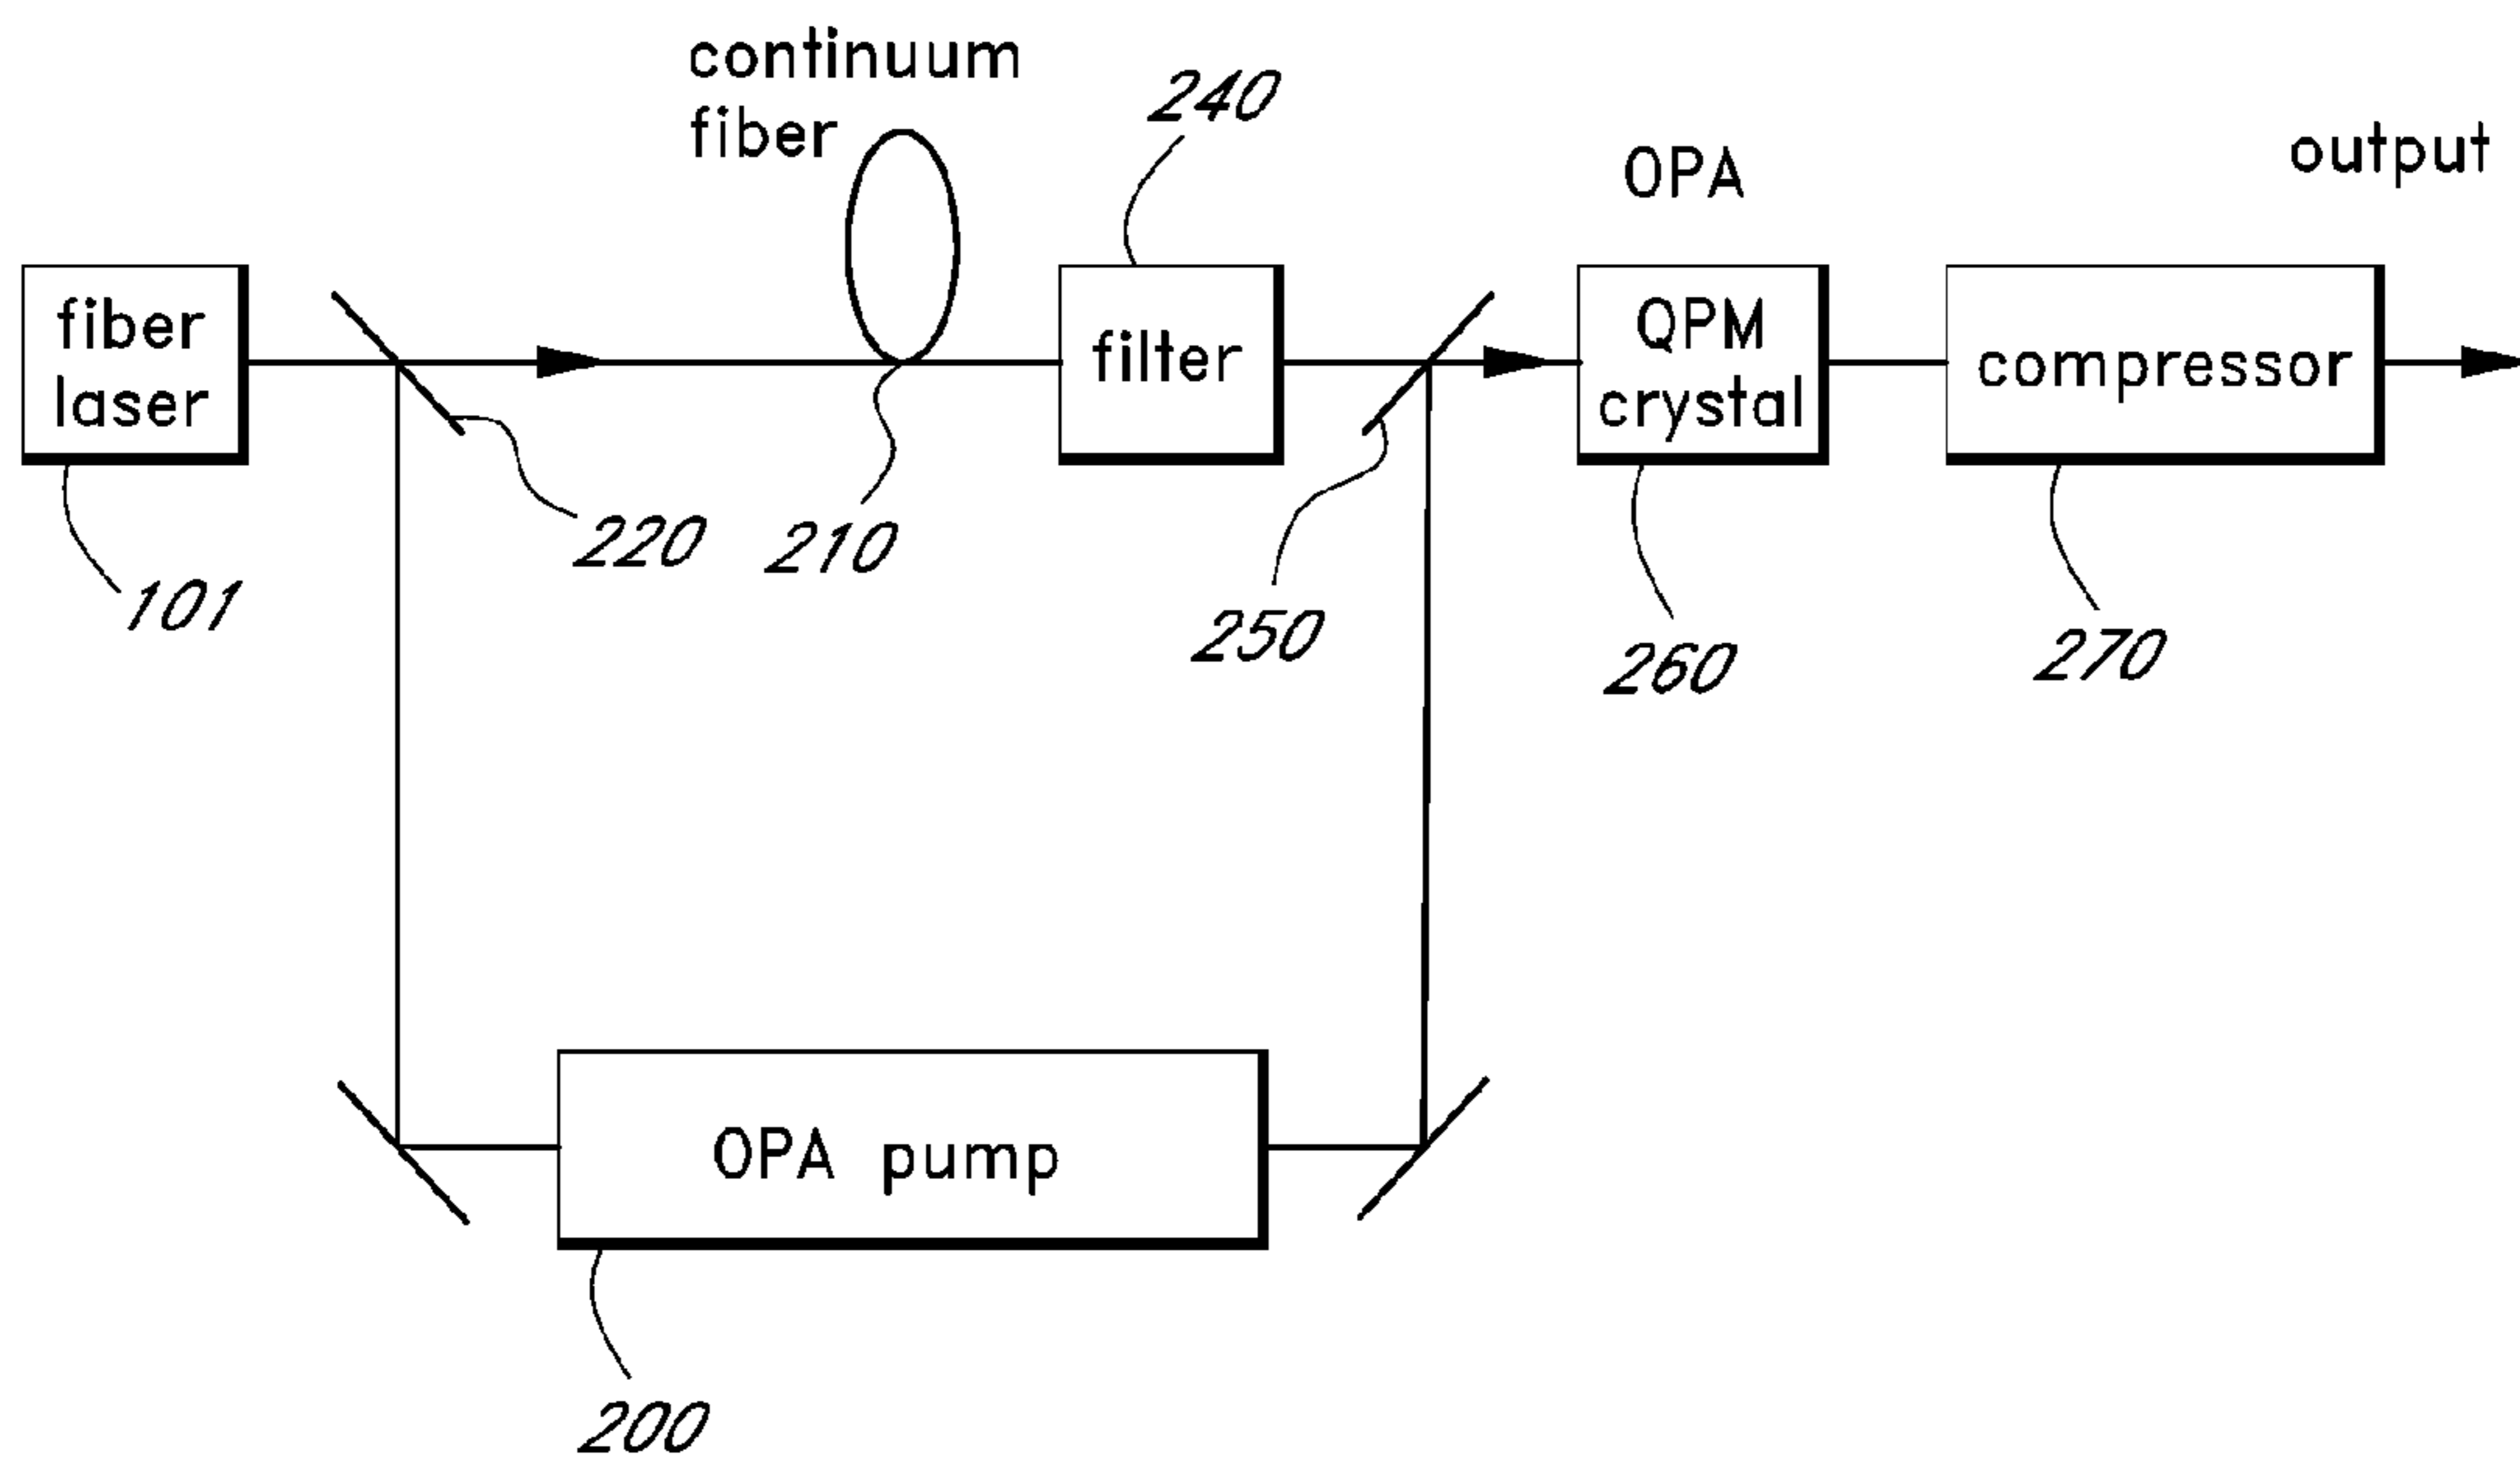 continuum
fiber
240
OPA
output
fiber
laser
filter
QPM
crystal
compressor
220
210
101
250
260
270
OPA pump
200